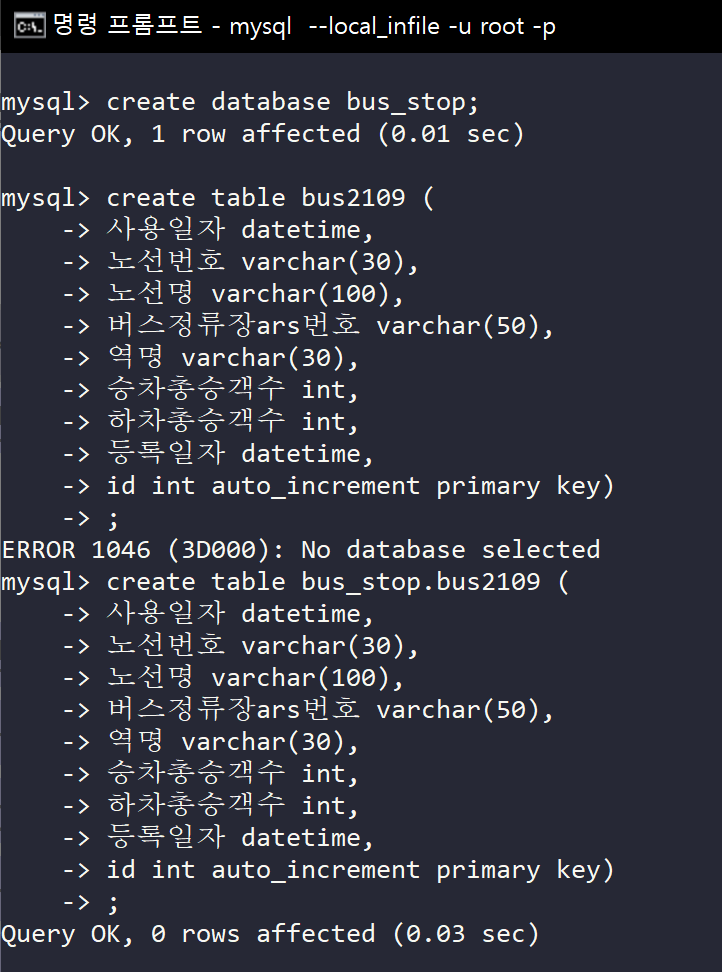 명령 프롬프트 - mysql --local_infile -u root -p
mysql> create database bus_stop;
Query OK, 1 row affected (0.01 sec)
mysql> create table bus2109 (
-> 사용일자 datetime,
-> 노선번호 varchar(30),
-> 노선명 varchar(100),
-> 버스정류장ars번호 varchar(50),
-> 역명 varchar(30),
-> 승차총승객수 int,
-> 하차총승객수 int,
-> 등록일자 datetime,
-> id int auto_increment primary key)
-> ;
ERROR 1046 (3D000): No database selected
mysql> create table bus_stop.bus2109 (
-> 사용일자 datetime,
-> 노선번호 varchar(30),
-> 노선명 varchar(100),
-> 버스정류장ars번호 varchar(50),
-> 역명 varchar(30),
-> 승차총승객수 int,
-> 하차총승객수 int,
-> 등록일자 datetime,
-> id int auto_increment primary key)
-> ;
Query OK, 0 rows affected (0.03 sec)